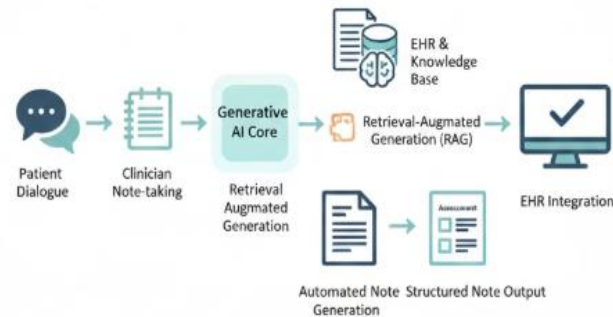 EHR &
Knowledge
Base
Generative
AI Core
Retrieval-Augmated
Generation (RAG)
Patient
Dialogue
Clinician
Note-taking
Retrieval
Augmated
Generation
EHR Integration
Assessment
Automated Note
Generation
Structured Note Output